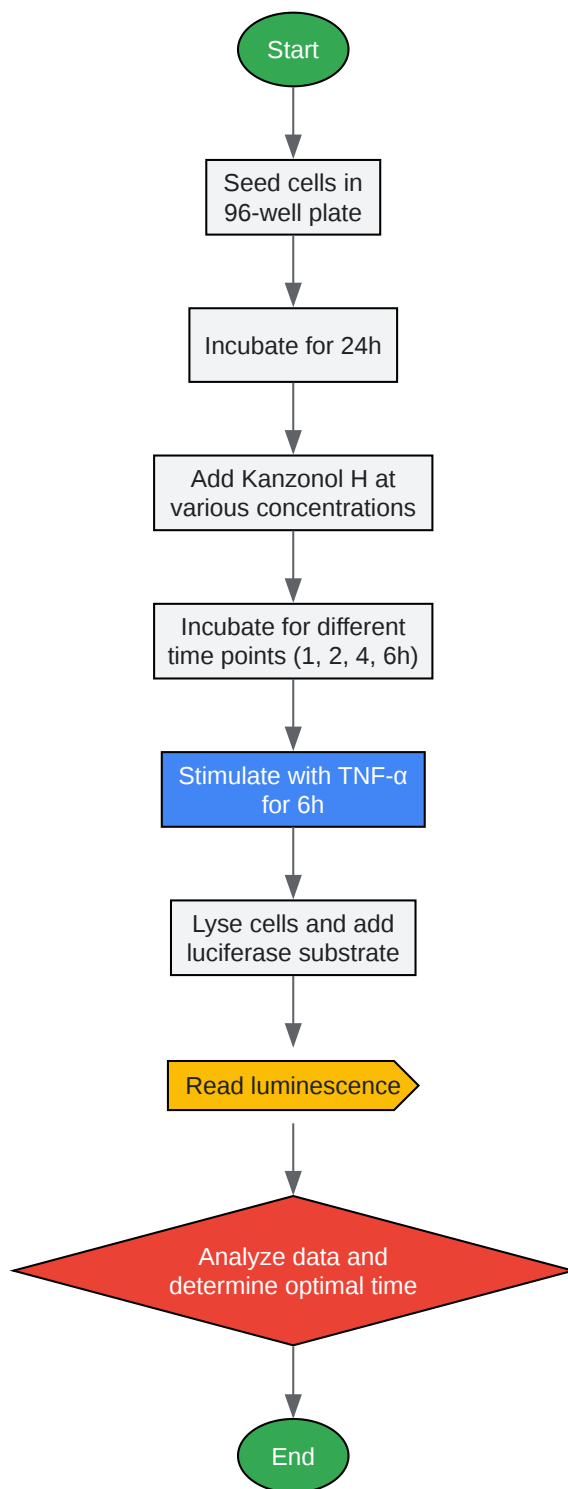 Start
Seed cells in
96-well plate
Incubate for 24h
Add Kanzonol H at
various concentrations
Incubate for different
time points (1, 2, 4, 6h)
Stimulate with TNF-α
for 6h
Lyse cells and add
luciferase substrate
Read luminescence
Analyze data and
determine optimal time
End